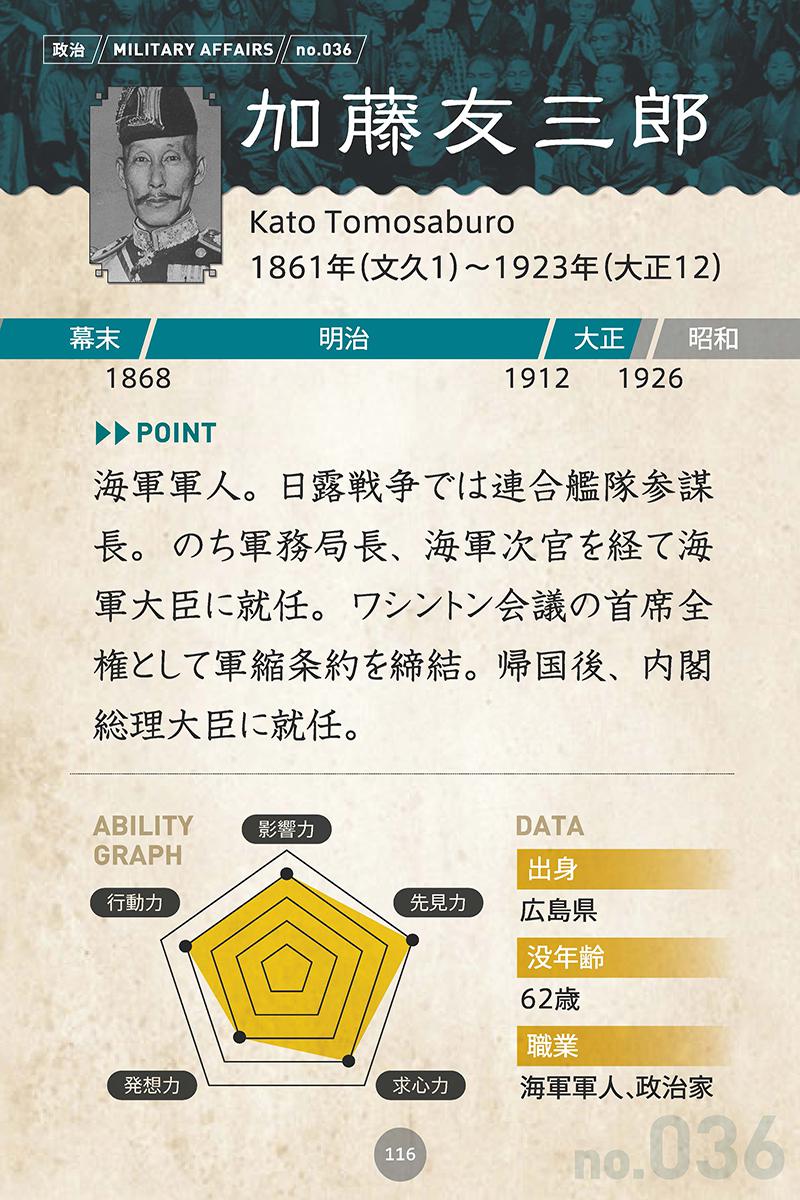 政治 MILITARY AFFAIRS no.036
加藤友三郎
Kato Tomosaburo
1861年(文久1)〜1923年(大正12)
幕末 明治 大正 昭和
1868 1912 1926
POINT
海軍軍人。日露戦争では連合艦隊参謀
長。のち軍務局長、海軍次官を経て海
軍大臣に就任。ワシントン会議の首席全
権として軍縮条約を締結。帰国後、内閣
総理大臣に就任。
ABILITY
GRAPH
影響力
行動力
先見力
発想力
求心力
DATA
出身
広島県
没年齢
62歳
職業
海軍軍人、政治家
116
no.036